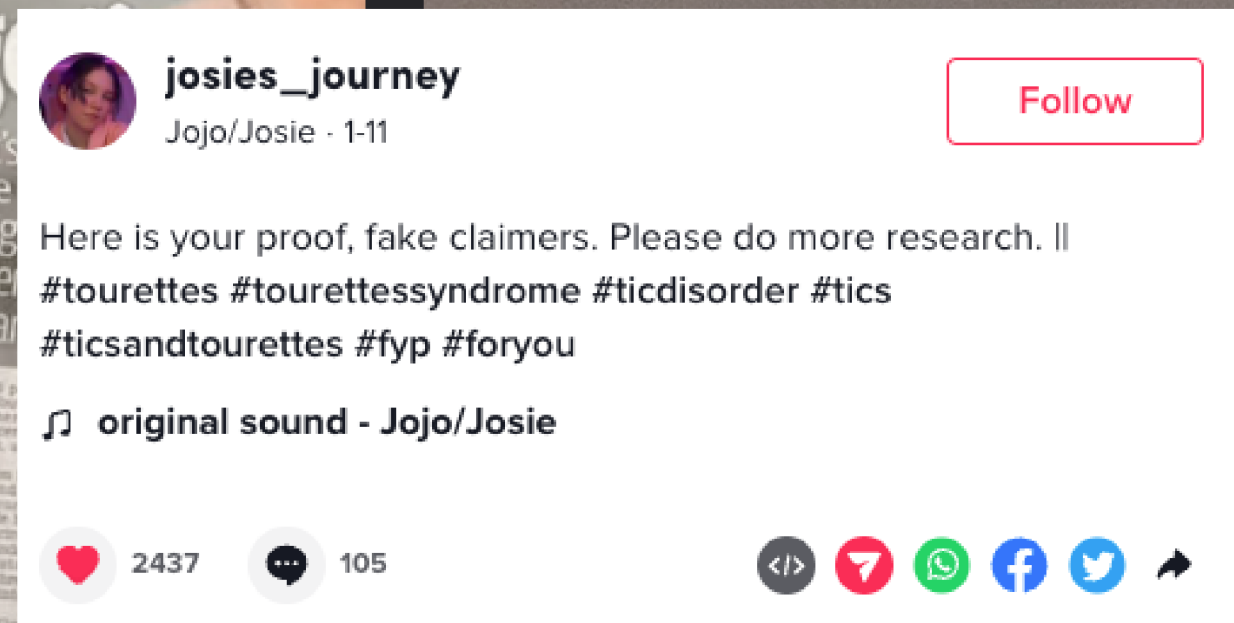 josies_journey
Follow
Jojo/Josie · 1-11
Here is your proof, fake claimers. Please do more research. ||
#tourettes #tourettessyndrome #ticdisorder #tics
#ticsandtourettes #fyp #foryou
original sound - Jojo/Josie
2437
105